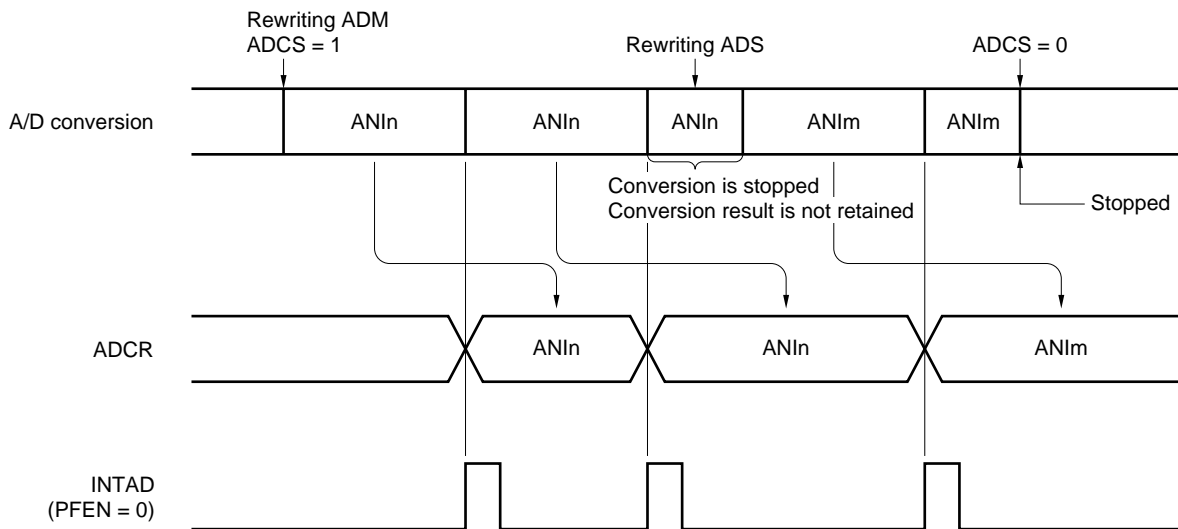 Rewriting ADM
ADCS = 1
Rewriting ADS
ADCS = 0
A/D conversion
ANIn
ANIn
ANIn
ANIm
ANIm
Conversion is stopped
Conversion result is not retained
Stopped
ADCR
ANIn
ANIn
ANIm
INTAD
(PFEN = 0)